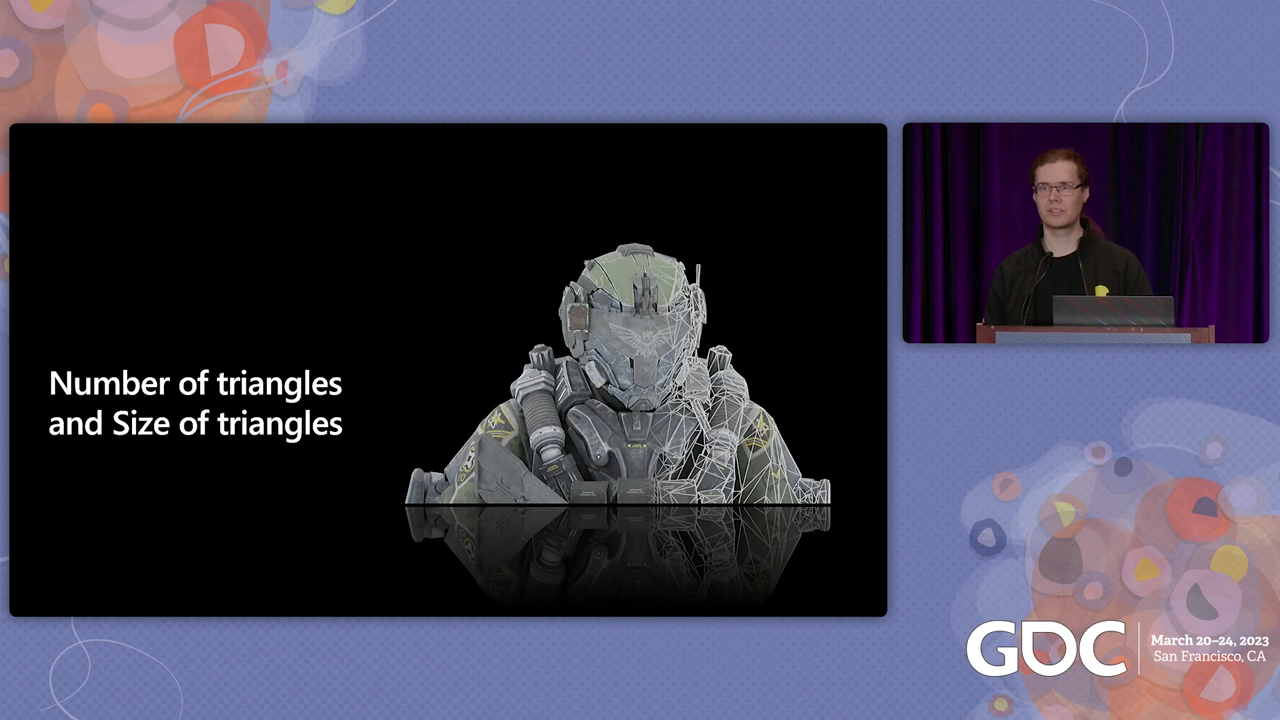 Number of triangles
and Size of triangles
GDC
March 20–24, 2023
San Francisco, CA